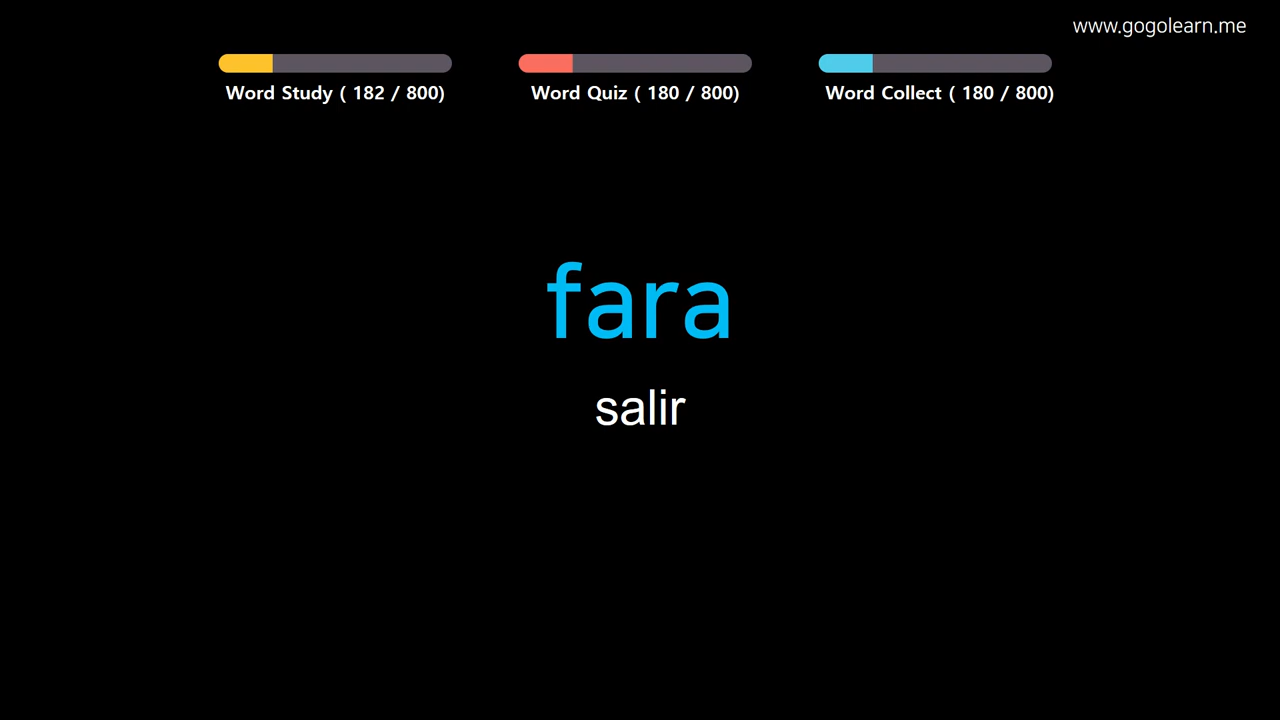 www.gogolearn.me
Word Study ( 182 / 800)
Word Quiz ( 180 / 800)
Word Collect ( 180 / 800)
fara
salir